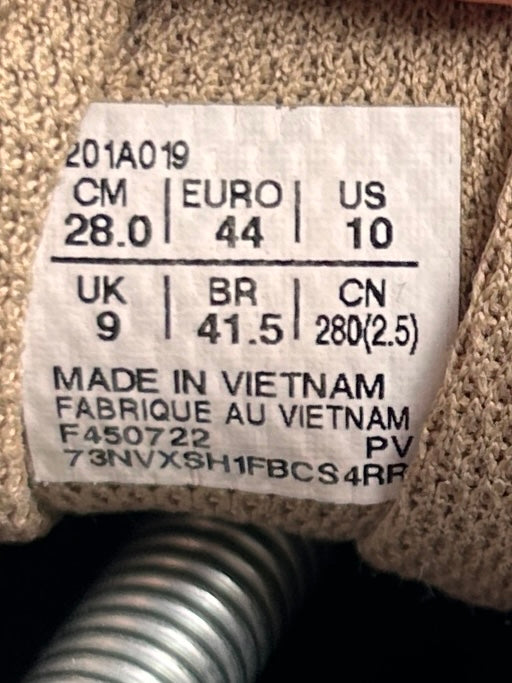 201A019
CM | EURO | US
28.0 | 44 | 10
UK | BR | CN
9 | 41.5 | 280(2.5)
MADE IN VIETNAM
FABRIQUE AU VIETNAM
F450722 PV
73NVXSH1FBCS4RR